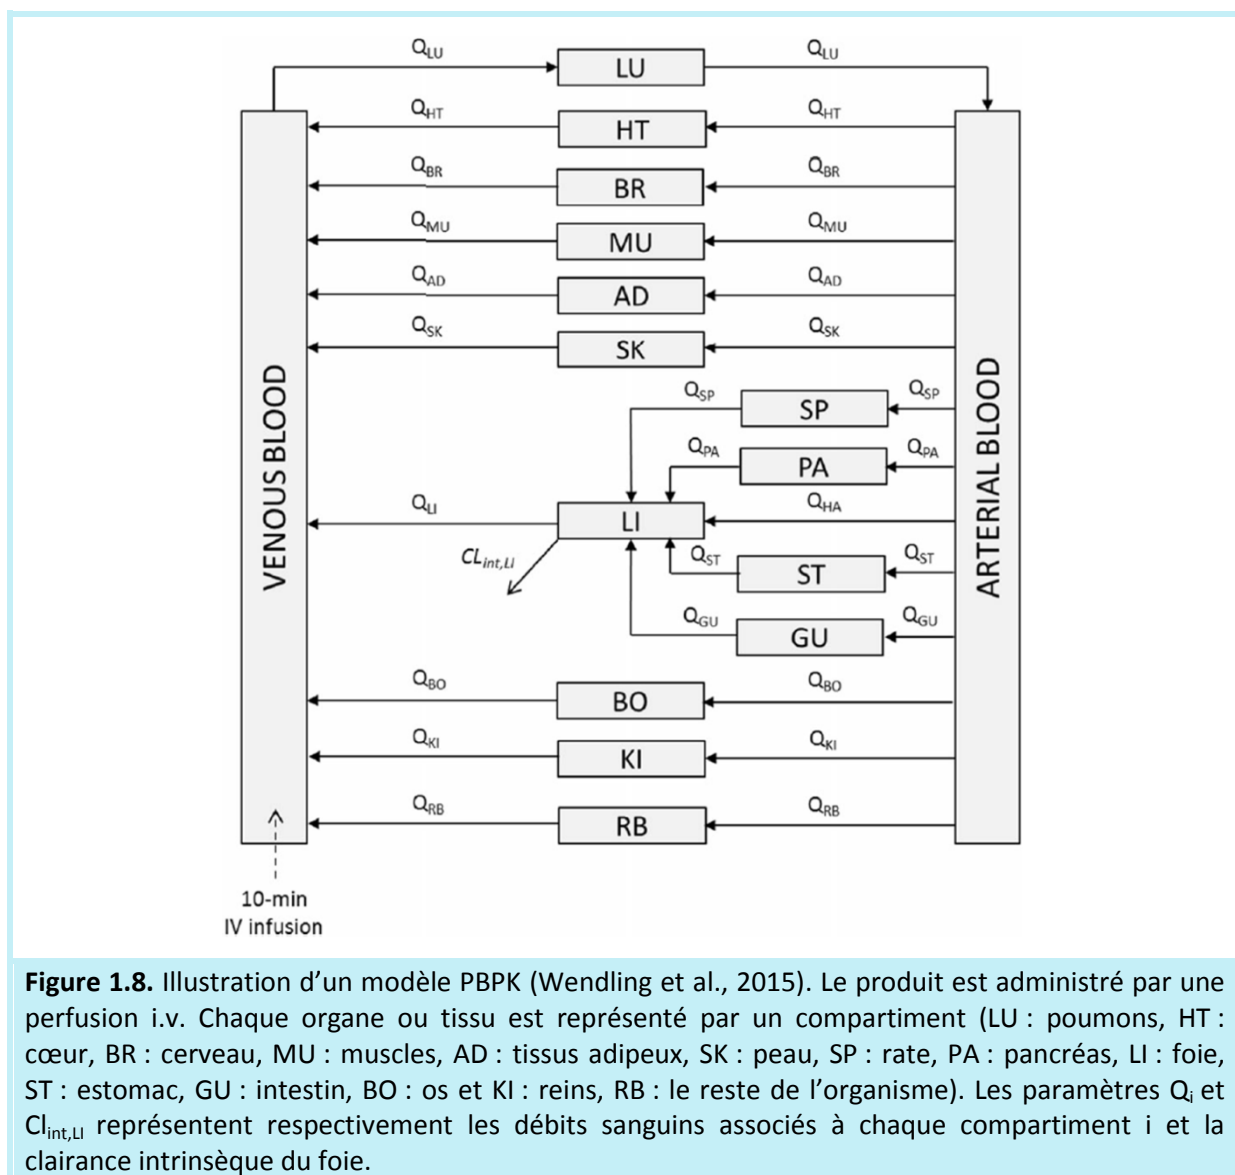 Q_LU LU Q_LU
Q_HT HT Q_HT
Q_BR BR Q_BR
Q_MU MU Q_MU
Q_AD AD Q_AD
Q_SK SK Q_SK
Q_SP SP Q_SP
Q_PA PA Q_PA
Q_LI LI Q_HA
CL_int,LI
Q_ST ST Q_ST
Q_GU GU Q_GU
Q_BO BO Q_BO
Q_KI KI Q_KI
Q_RB RB Q_RB
VENOUS BLOOD
ARTERIAL BLOOD
10-min
IV infusion
Figure 1.8. Illustration d’un modèle PBPK (Wendling et al., 2015). Le produit est administré par une
perfusion i.v. Chaque organe ou tissu est représenté par un compartiment (LU : poumons, HT :
cœur, BR : cerveau, MU : muscles, AD : tissus adipeux, SK : peau, SP : rate, PA : pancréas, LI : foie,
ST : estomac, GU : intestin, BO : os et KI : reins, RB : le reste de l’organisme). Les paramètres Q_i et
Cl_int,LI représentent respectivement les débits sanguins associés à chaque compartiment i et la
clairance intrinsèque du foie.